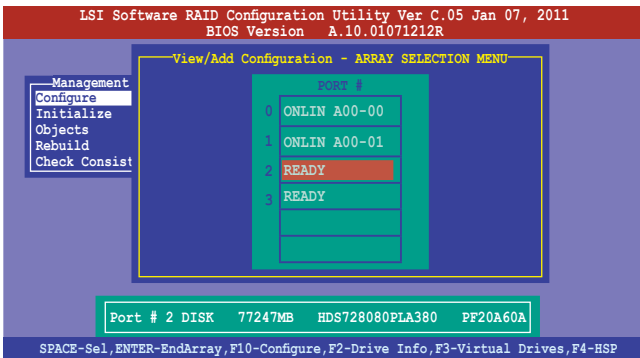 LSI Software RAID Configuration Utility Ver C.05 Jan 07, 2011
BIOS Version A.10.01071212R
View/Add Configuration - ARRAY SELECTION MENU
Management
Configure
Initialize
Objects
Rebuild
Check Consist
PORT #
0 ONLIN A00-00
1 ONLIN A00-01
2 READY
3 READY
Port # 2 DISK 77247MB HDS728080PLA380 PF20A60A
SPACE-Sel,ENTER-EndArray,F10-Configure,F2-Drive Info,F3-Virtual Drives,F4-HSP